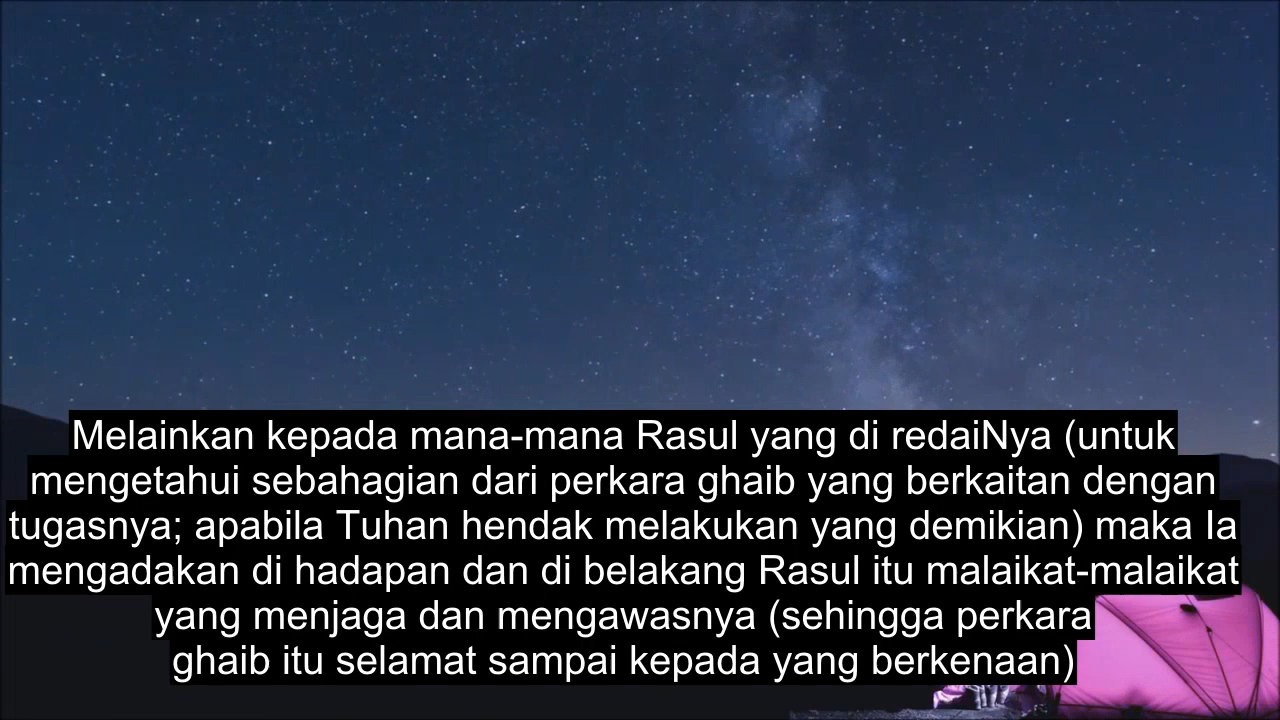 Melainkan kepada mana-mana Rasul yang di redaiNya (untuk
mengetahui sebahagian dari perkara ghaib yang berkaitan dengan
tugasnya; apabila Tuhan hendak melakukan yang demikian) maka Ia
mengadakan di hadapan dan di belakang Rasul itu malaikat-malaikat
yang menjaga dan mengawasnya (sehingga perkara
ghaib itu selamat sampai kepada yang berkenaan)